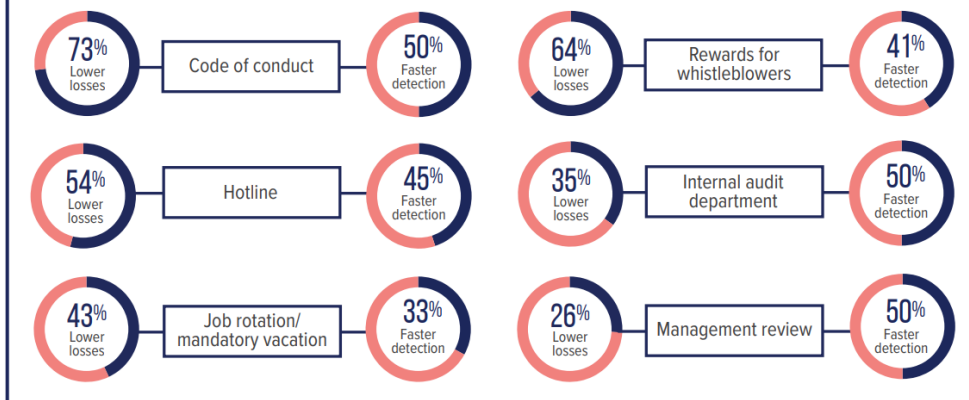 73%
Lower
losses
Code of conduct
50%
Faster
detection
64%
Lower
losses
Rewards for
whistleblowers
41%
Faster
detection
54%
Lower
losses
Hotline
45%
Faster
detection
35%
Lower
losses
Internal audit
department
50%
Faster
detection
43%
Lower
losses
Job rotation/
mandatory vacation
33%
Faster
detection
26%
Lower
losses
Management review
50%
Faster
detection